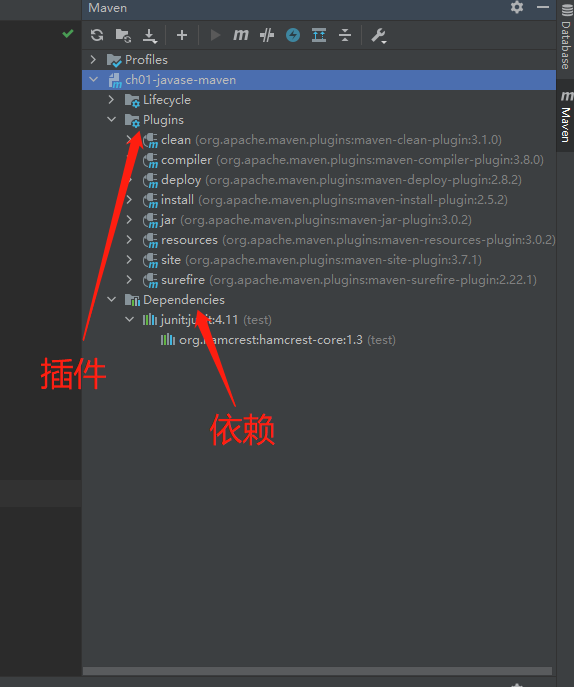 Maven
Profiles
ch01-javase-maven
Lifecycle
Plugins
clean (org.apache.maven.plugins:maven-clean-plugin:3.1.0)
compiler (org.apache.maven.plugins:maven-compiler-plugin:3.8.0)
deploy (org.apache.maven.plugins:maven-deploy-plugin:2.8.2)
install (org.apache.maven.plugins:maven-install-plugin:2.5.2)
jar (org.apache.maven.plugins:maven-jar-plugin:3.0.2)
resources (org.apache.maven.plugins:maven-resources-plugin:3.0.2)
site (org.apache.maven.plugins:maven-site-plugin:3.7.1)
surefire (org.apache.maven.plugins:maven-surefire-plugin:2.22.1)
Dependencies
junit:junit:4.11 (test)
org.hamcrest:hamcrest-core:1.3 (test)
插件
依赖
Database
m Maven